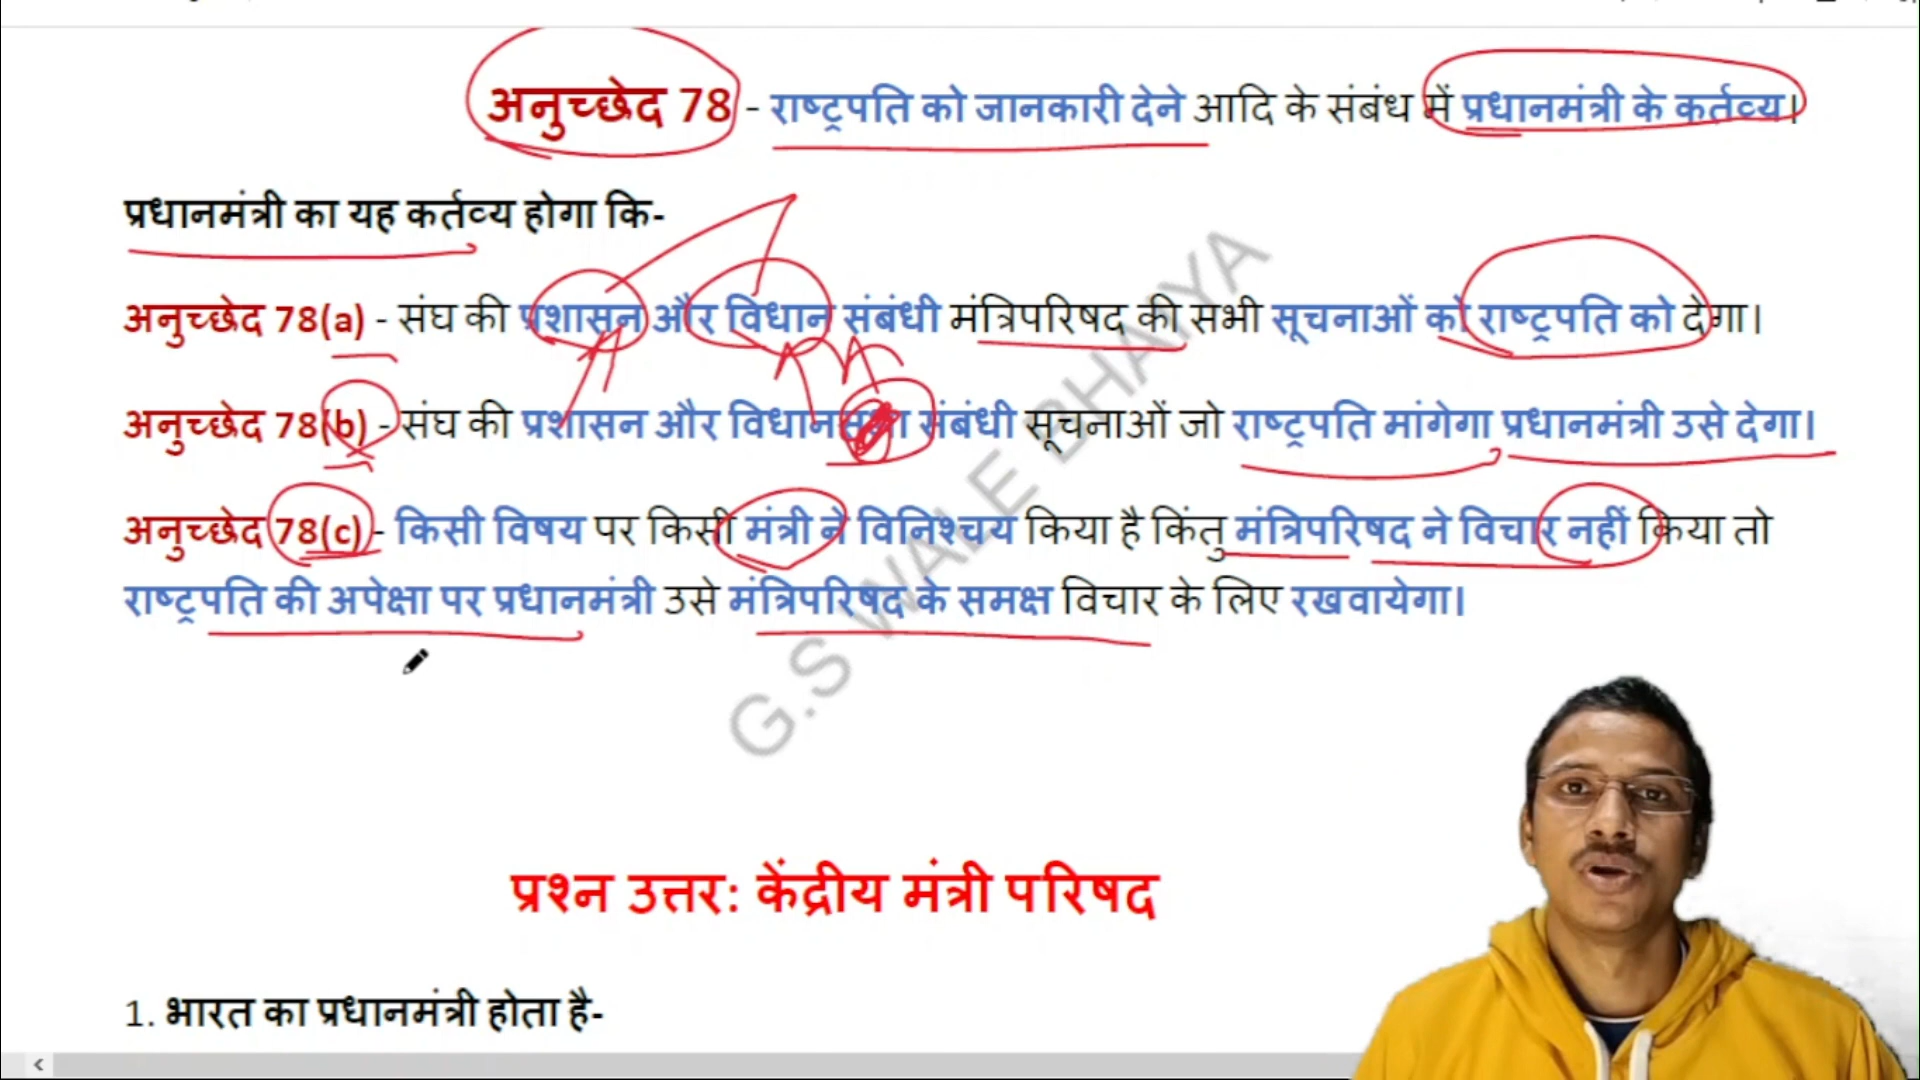 अनुच्छेद 78 - राष्ट्रपति को जानकारी देने आदि के संबंध में प्रधानमंत्री के कर्तव्य।
प्रधानमंत्री का यह कर्तव्य होगा कि-
अनुच्छेद 78(a) - संघ की प्रशासन और विधान संबंधी मंत्रिपरिषद की सभी सूचनाओं को राष्ट्रपति को देगा।
अनुच्छेद 78(b) - संघ की प्रशासन और विधान संबंधी सूचनाओं जो राष्ट्रपति मांगेगा प्रधानमंत्री उसे देगा।
अनुच्छेद 78(c) - किसी विषय पर किसी मंत्री ने विनिश्चय किया है किंतु मंत्रिपरिषद ने विचार नहीं किया तो
राष्ट्रपति की अपेक्षा पर प्रधानमंत्री उसे मंत्रिपरिषद के समक्ष विचार के लिए रखवायेगा।
G.S WALE BHAIYA
प्रश्न उत्तर: केंद्रीय मंत्री परिषद
1. भारत का प्रधानमंत्री होता है-